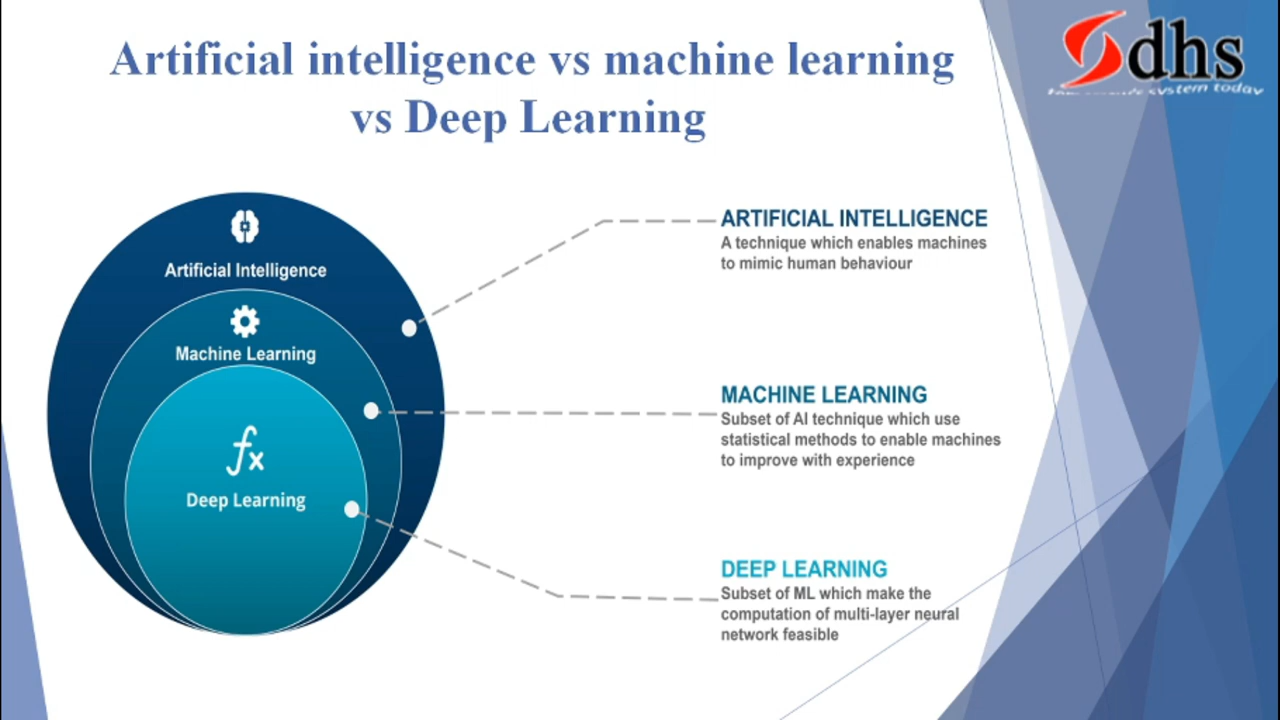 Artificial intelligence vs machine learning
vs Deep Learning
dhs
system today
Artificial Intelligence
Machine Learning
fx
Deep Learning
ARTIFICIAL INTELLIGENCE
A technique which enables machines
to mimic human behaviour
MACHINE LEARNING
Subset of AI technique which use
statistical methods to enable machines
to improve with experience
DEEP LEARNING
Subset of ML which make the
computation of multi-layer neural
network feasible